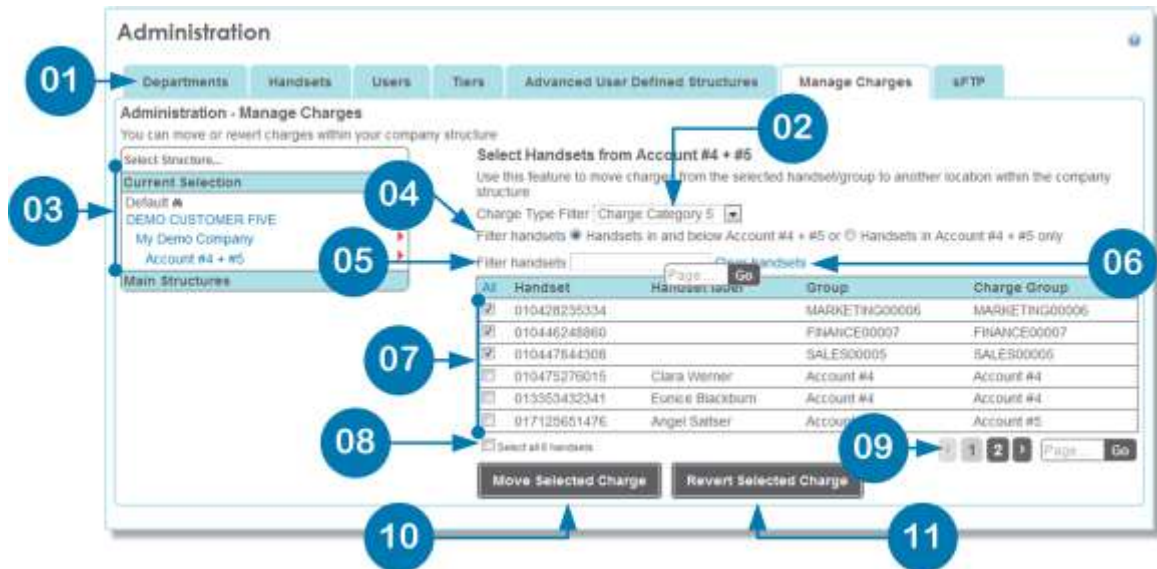 Administration
01
Departments Handsets Users Tiers Advanced User Defined Structures Manage Charges sFTP
Administration - Manage Charges
You can move or revert charges within your company structure
02
Select Structure...
Current Selection
03
Default
DEMO CUSTOMER FIVE
My Demo Company
Account #4 + #5
Main Structures
Select Handsets from Account #4 + #5
Use this feature to move charges from the selected handset/group to another location within the company
structure
04
Charge Type Filter Charge Category 5
Filter handsets Handsets in and below Account #4 + #5 or Handsets in Account #4 + #5 only
05
Filter handsets handsets
06
Page... Go
All Handset Handset label Group Charge Group
010428235334 MARKETING00006 MARKETING00006
010446248860 FINANCE00007 FINANCE00007
07
010447844308 SALES00005 SALES00005
010475276015 Clara Werner Account #4 Account #4
013353432341 Eunice Blackburn Account #4 Account #4
017125651476 Angel Account #5
08
Select all 6 handsets
09
1 2 Page... Go
Move Selected Charge Revert Selected Charge
10
11